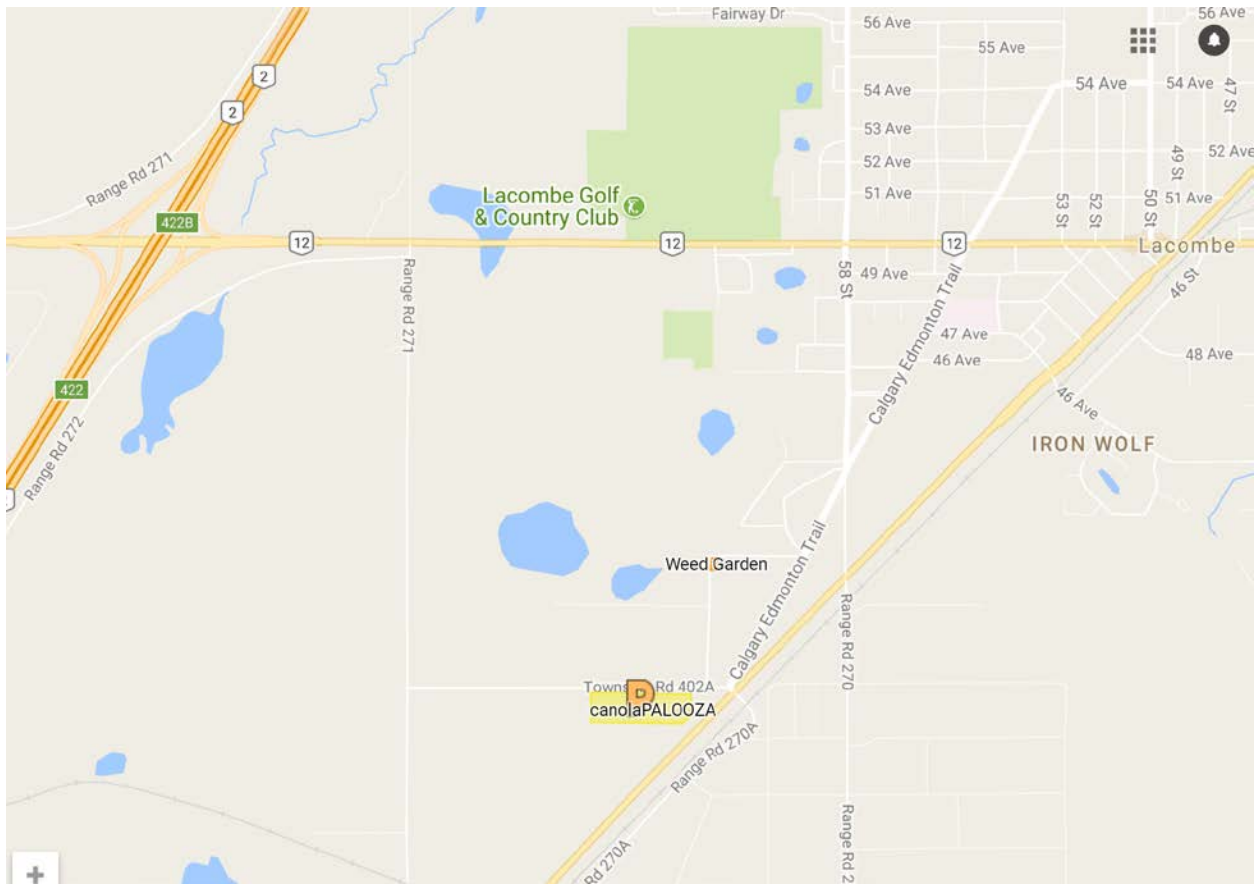 Fairway Dr
56 Ave
56 Ave
55 Ave
2
2
54 Ave
54 Ave
54 Ave
47 St
53 Ave
52 Ave
49 St
52 Ave
Range Rd 271
51 Ave
53 St
52 St
50 St
51 Ave
Lacombe Golf
& Country Club
422B
12
12
12
Lacombe
Range Rd 271
58 St
49 Ave
46 St
Calgary Edmonton Trail
47 Ave
46 Ave
48 Ave
422
46 Ave
Range Rd 272
IRON WOLF
Calgary Edmonton Trail
Weed Garden
Range Rd 270
Rd 402A
canolaPALOOZA
Range Rd 270A
Range Rd 2
Rd 270A
+